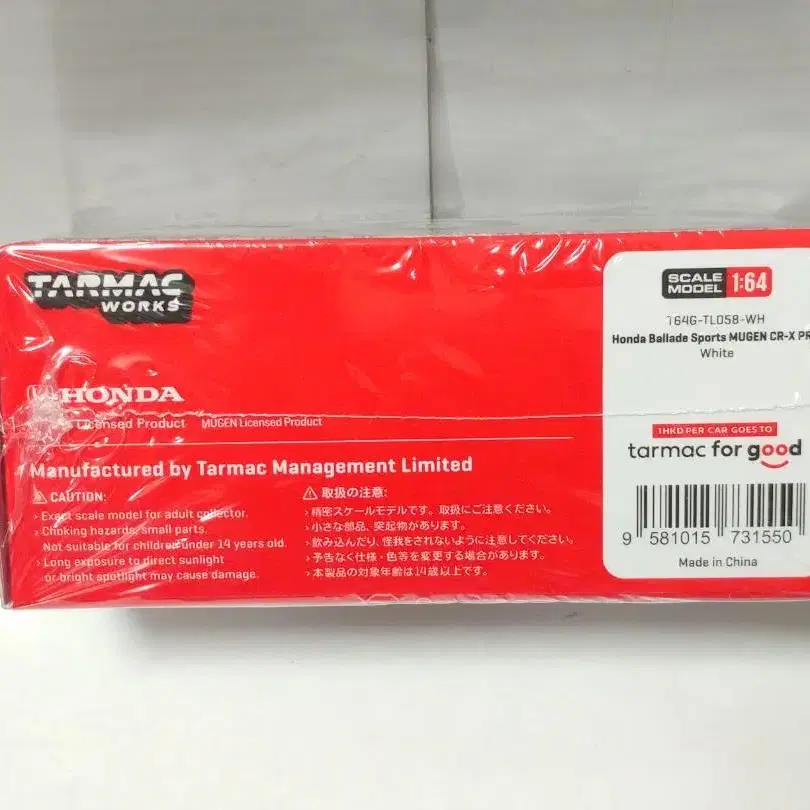 TARMAC
WORKS
HONDA
Licensed Product MUGEN Licensed Product
Manufactured by Tarmac Management Limited
⚠ CAUTION:
› Exact scale model for adult collector.
› Choking hazards, small parts.
Not suitable for children under 14 years old.
› Long exposure to direct sunlight
or bright spotlight may cause damage.
⚠ 取扱の注意:
› 精密スケールモデルです。取扱にご注意ください。
› 小さな部品、突起物があります。
› 飲み込んだり、怪我をされないように注意してください。
› 予告なく仕様・色等を変更する場合があります。
› 本製品の対象年齢は14歳以上です。
SCALE
MODEL 1:64
T64G-TL058-WH
Honda Ballade Sports MUGEN CR-X PR
White
1HKD PER CAR GOES TO
tarmac for good
9 581015 731550
Made in China